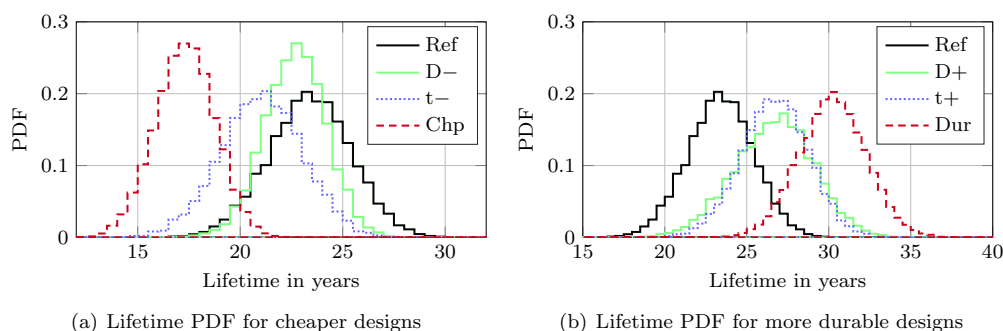 0.3
0.2
0.1
0
PDF
Ref
D−
t−
Chp
15 20 25 30
Lifetime in years
(a) Lifetime PDF for cheaper designs
0.3
0.2
0.1
0
PDF
Ref
D+
t+
Dur
15 20 25 30 35 40
Lifetime in years
(b) Lifetime PDF for more durable designs